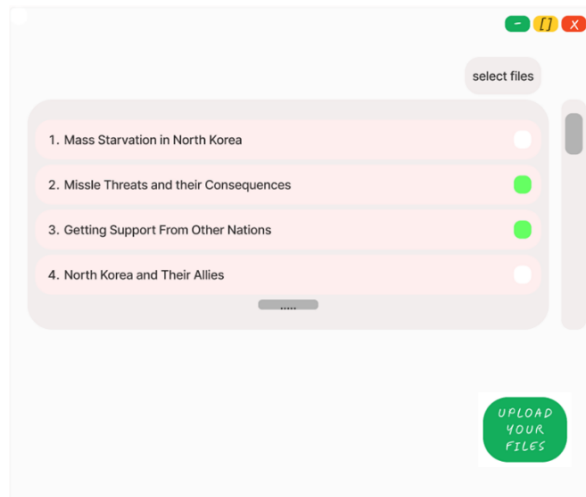 - [] X
select files
1. Mass Starvation in North Korea
2. Missle Threats and their Consequences
3. Getting Support From Other Nations
4. North Korea and Their Allies
.....
UPLOAD
YOUR
FILES